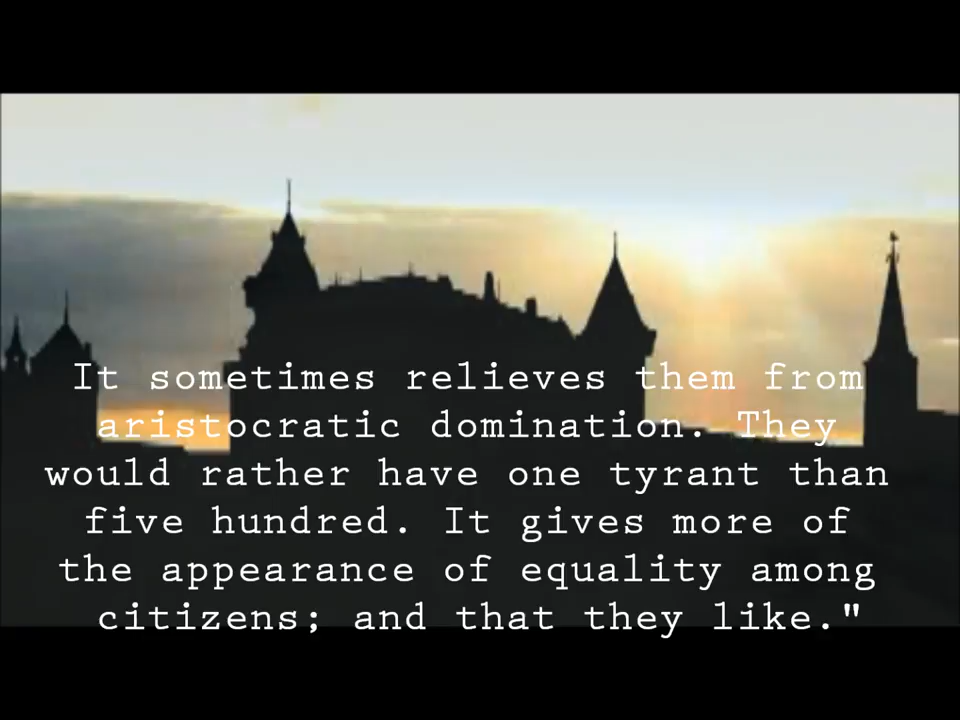 It sometimes relieves them from
aristocratic domination. They
would rather have one tyrant than
five hundred. It gives more of
the appearance of equality among
citizens; and that they like."